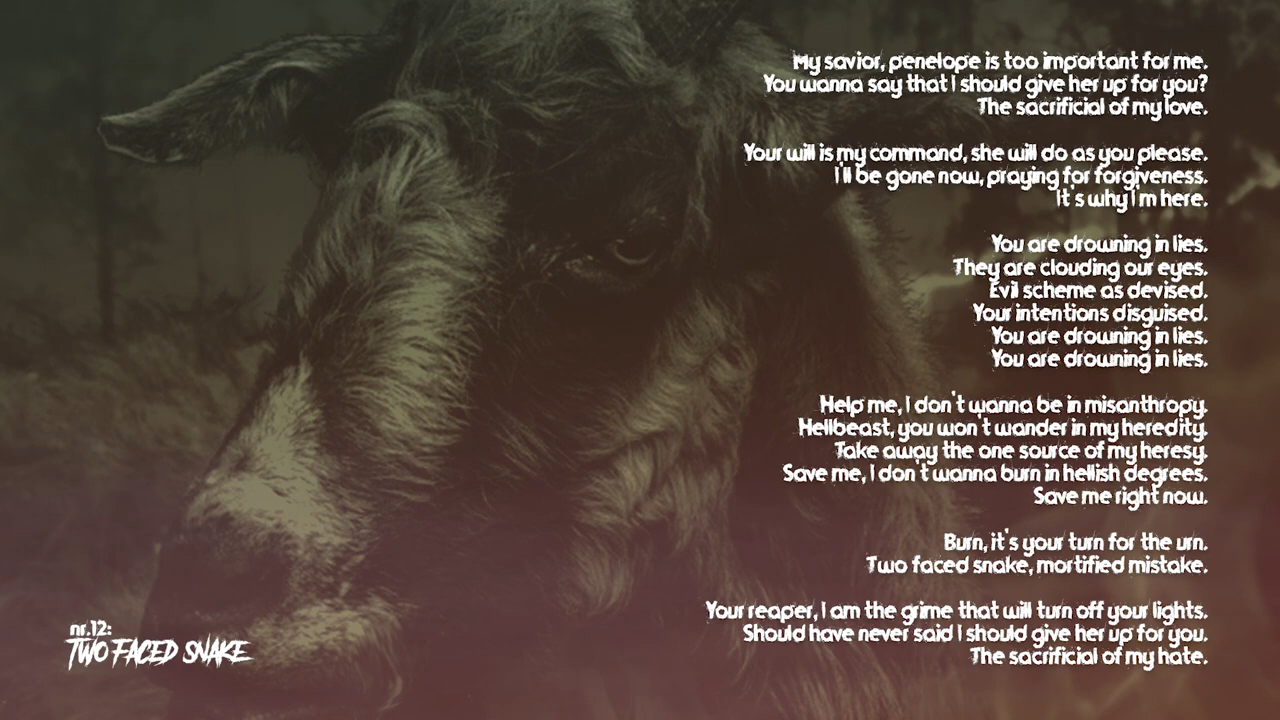 My savior, penelope is too important for me.
You wanna say that I should give her up for you?
The sacrificial of my love.
Your will is my command, she will do as you please.
I'll be gone now, praying for forgiveness.
It's why I'm here.
You are drowning in lies.
They are clouding our eyes.
Evil scheme as devised.
Your intentions disguised.
You are drowning in lies.
You are drowning in lies.
Help me, I don't wanna be in misanthropy.
Hellbeast, you won't wander in my heredity.
Take away the one source of my heresy.
Save me, I don't wanna burn in hellish degrees.
Save me right now.
Burn, it's your turn for the urn.
Two faced snake, mortified mistake.
Your reaper, I am the grime that will turn off your lights.
Should have never said I should give her up for you.
The sacrificial of my hate.
nr.12:
TWO FACED SNAKE